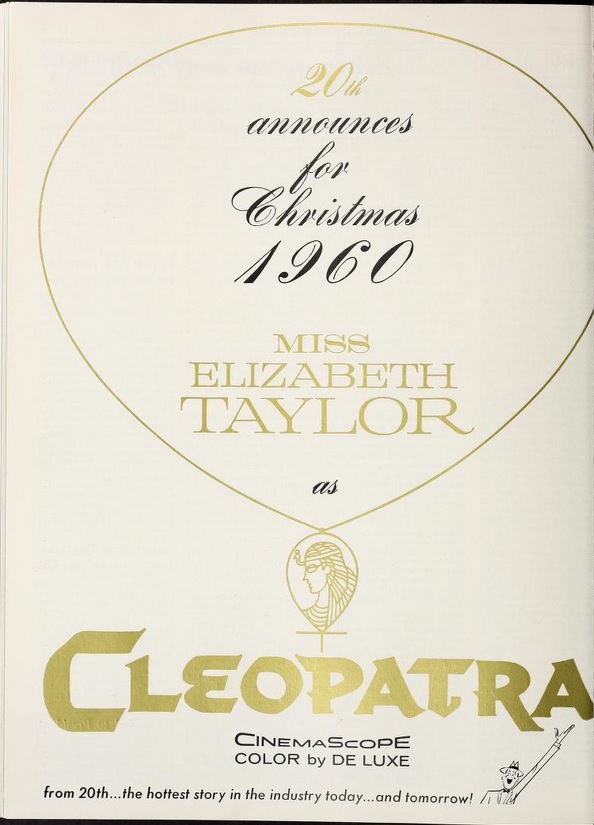 20th
announces
for
Christmas
1960
MISS
ELIZABETH
TAYLOR
as
CLEOPATRA
CINEMASCOPE
COLOR by DE LUXE
from 20th...the hottest story in the industry today...and tomorrow!